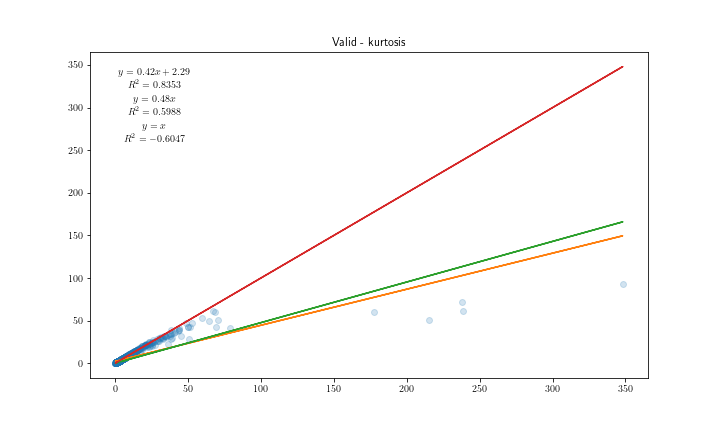 Valid - kurtosis
y = 0.42x + 2.29
R² = 0.8353
y = 0.48x
R² = 0.5988
y = x
R² = −0.6047
350
300
250
200
150
100
50
0
0 50 100 150 200 250 300 350